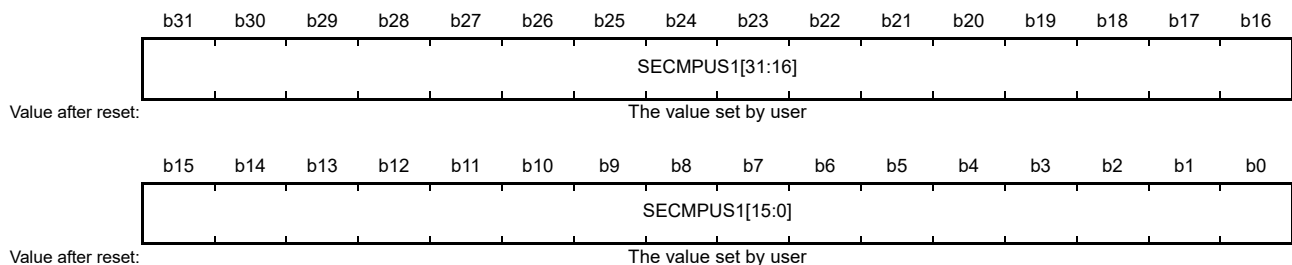 b31 b30 b29 b28 b27 b26 b25 b24 b23 b22 b21 b20 b19 b18 b17 b16
SECMPUS1[31:16]
Value after reset: The value set by user
b15 b14 b13 b12 b11 b10 b9 b8 b7 b6 b5 b4 b3 b2 b1 b0
SECMPUS1[15:0]
Value after reset: The value set by user